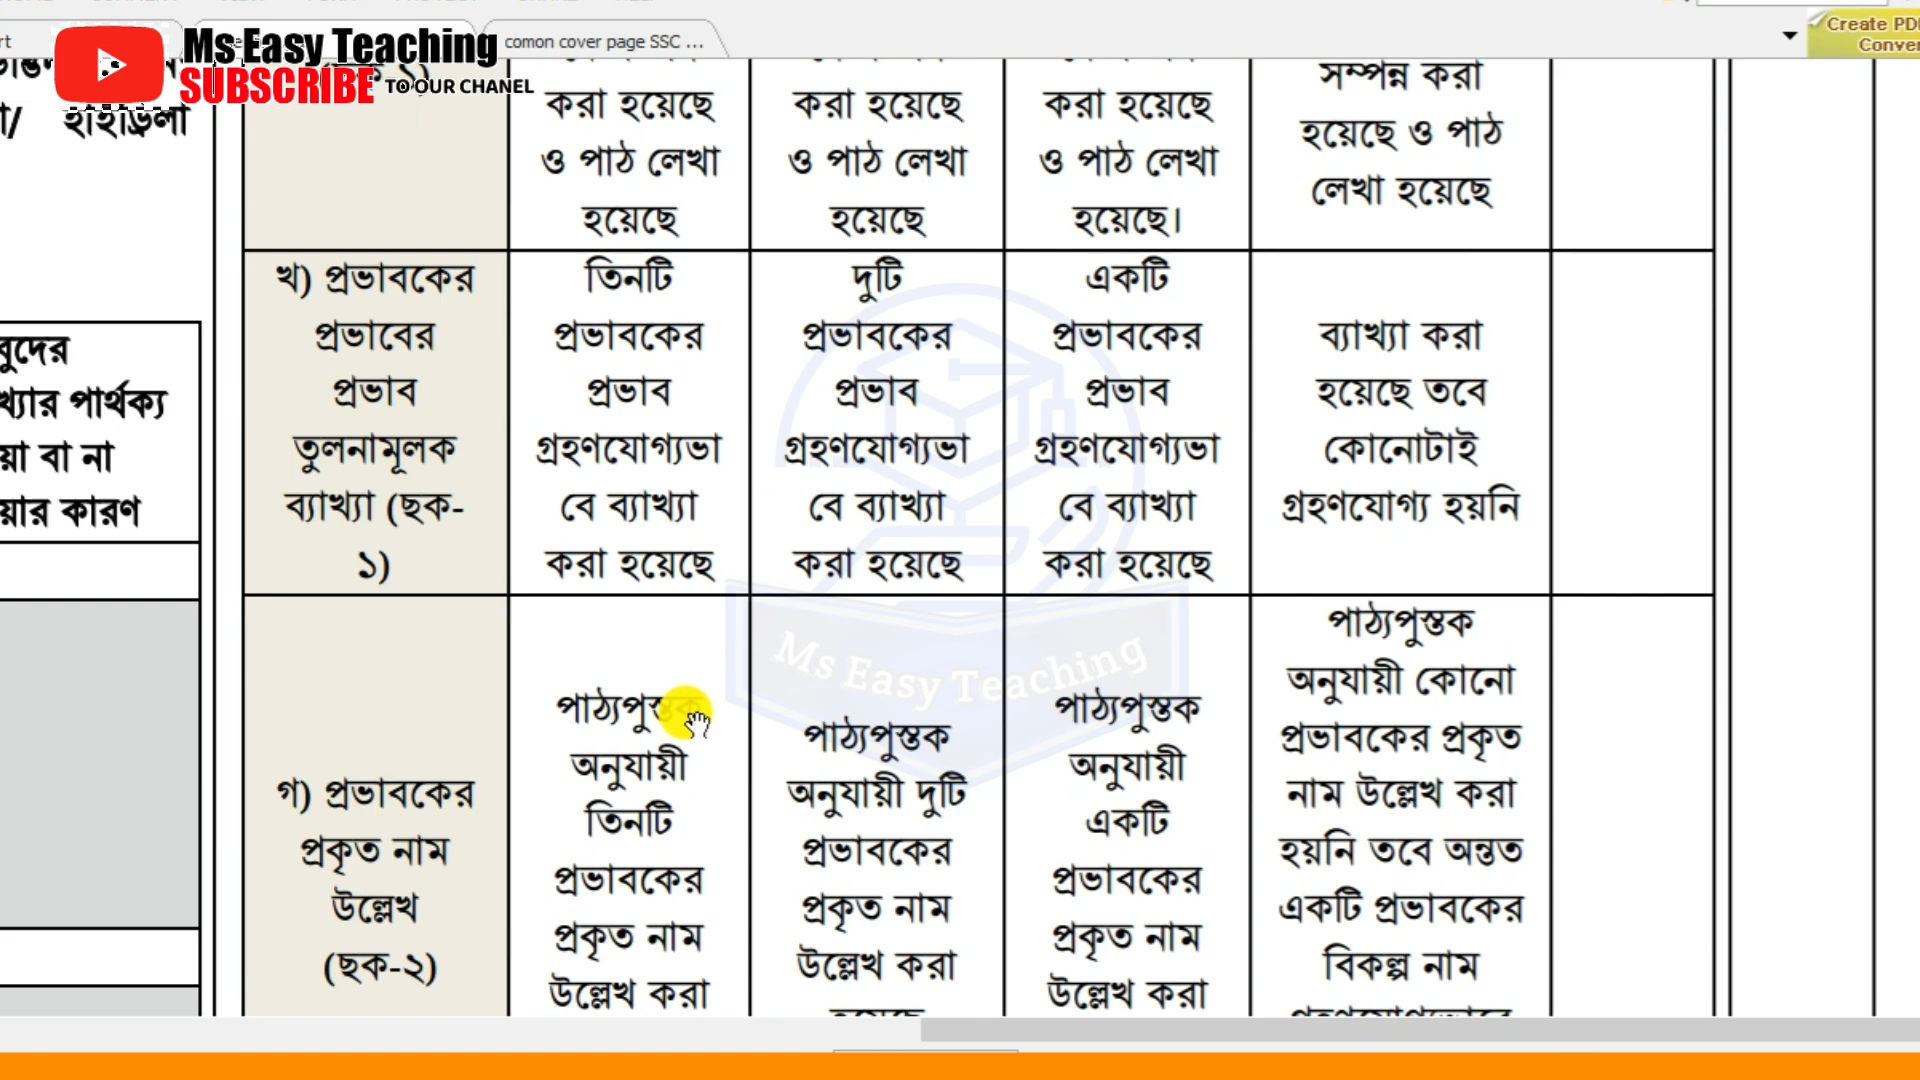 comon cover page SSC ...
Create PD
Conver
Ms Easy Teaching
SUBSCRIBE TO OUR CHANEL
হাইড্রিলা
বুদের
খ্যার পার্থক্য
য়া বা না
য়ার কারণ
করা হয়েছে
ও পাঠ লেখা
হয়েছে
করা হয়েছে
ও পাঠ লেখা
হয়েছে
করা হয়েছে
ও পাঠ লেখা
হয়েছে।
সম্পন্ন করা
হয়েছে ও পাঠ
লেখা হয়েছে
খ) প্রভাবকের
প্রভাবের
প্রভাব
তুলনামূলক
ব্যাখ্যা (ছক-
১)
তিনটি
প্রভাবকের
প্রভাব
গ্রহণযোগ্যভা
বে ব্যাখ্যা
করা হয়েছে
দুটি
প্রভাবকের
প্রভাব
গ্রহণযোগ্যভা
বে ব্যাখ্যা
করা হয়েছে
একটি
প্রভাবকের
প্রভাব
গ্রহণযোগ্যভা
বে ব্যাখ্যা
করা হয়েছে
ব্যাখ্যা করা
হয়েছে তবে
কোনোটাই
গ্রহণযোগ্য হয়নি
গ) প্রভাবকের
প্রকৃত নাম
উল্লেখ
(ছক-২)
পাঠ্যপুস্তক
অনুযায়ী
তিনটি
প্রভাবকের
প্রকৃত নাম
উল্লেখ করা
পাঠ্যপুস্তক
অনুযায়ী দুটি
প্রভাবকের
প্রকৃত নাম
উল্লেখ করা
পাঠ্যপুস্তক
অনুযায়ী
একটি
প্রভাবকের
প্রকৃত নাম
উল্লেখ করা
পাঠ্যপুস্তক
অনুযায়ী কোনো
প্রভাবকের প্রকৃত
নাম উল্লেখ করা
হয়নি তবে অন্তত
একটি প্রভাবকের
বিকল্প নাম
Ms Easy Teaching